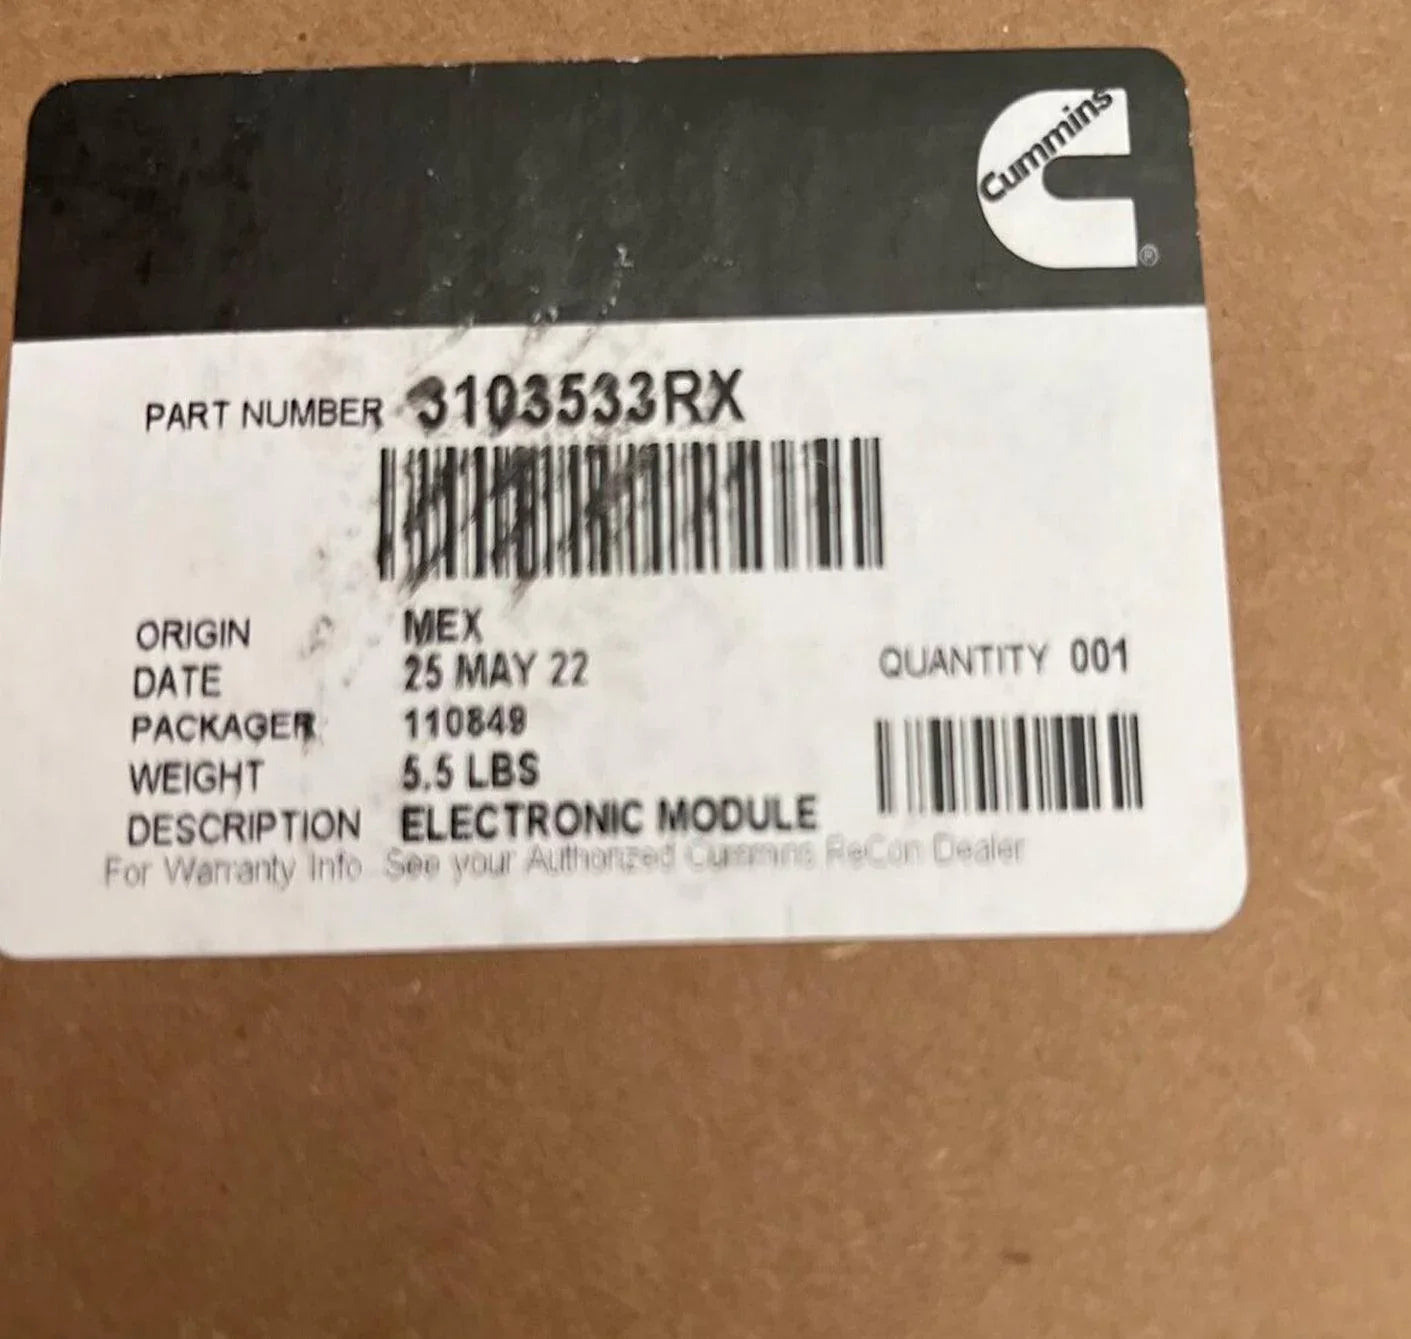 Cummins
®
PART NUMBER 3103533RX
ORIGIN MEX
DATE 25 MAY 22
QUANTITY 001
PACKAGER 110849
WEIGHT 5.5 LBS
DESCRIPTION ELECTRONIC MODULE
For Warranty Info See your Authorized Cummins ReCon Dealer